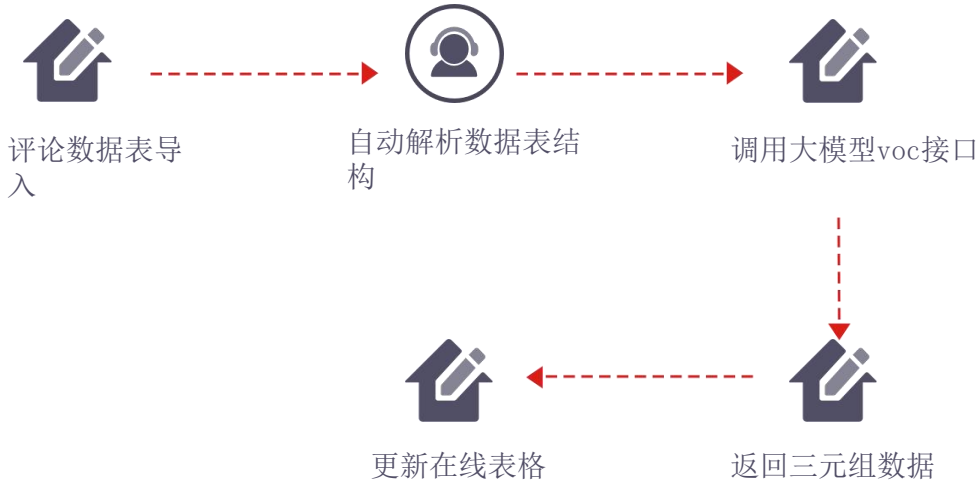 评论数据表导
入
自动解析数据表结
构
调用大模型voc接口
更新在线表格
返回三元组数据